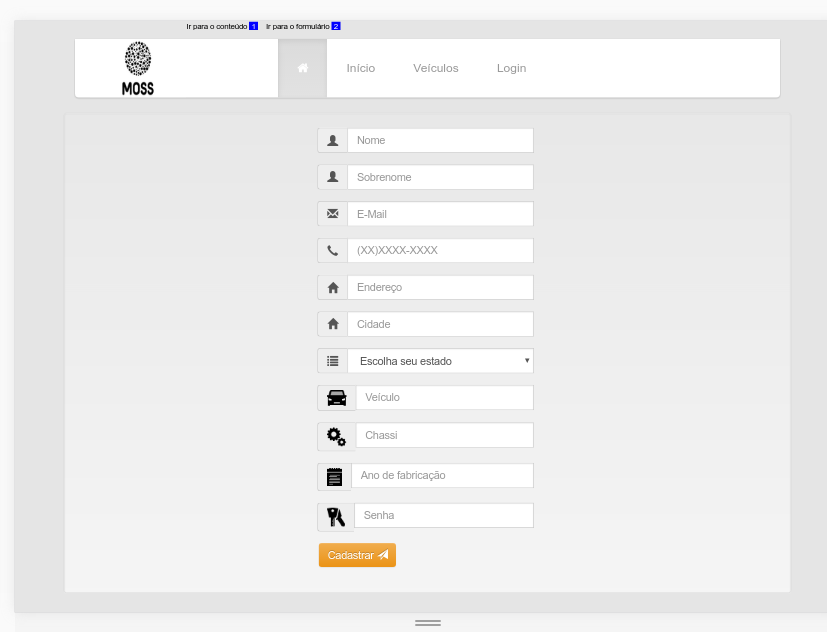 Ir para o conteúdo 1 Ir para o formulário 2
MOSS
Início Veículos Login
Nome
Sobrenome
E-Mail
(XX)XXXX-XXXX
Endereço
Cidade
Escolha seu estado
Veículo
Chassi
Ano de fabricação
Senha
Cadastrar